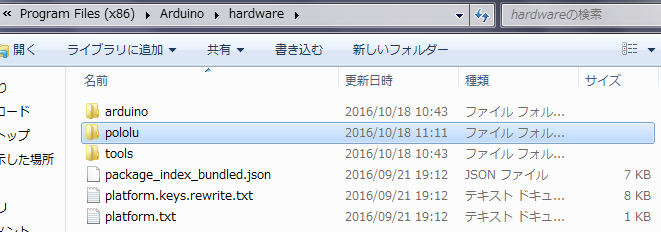 « Program Files (x86) ▸ Arduino ▸ hardware ▸ hardwareの検索
開く ライブラリに追加 ▼ 共有 ▼ 書き込む 新しいフォルダー
名前 更新日時 種類 サイズ
arduino 2016/10/18 10:43 ファイル フォル...
pololu 2016/10/18 11:11 ファイル フォル...
tools 2016/10/18 10:43 ファイル フォル...
package_index_bundled.json 2016/09/21 19:12 JSON ファイル 7 KB
platform.keys.rewrite.txt 2016/09/21 19:12 テキスト ドキュ... 8 KB
platform.txt 2016/09/21 19:12 テキスト ドキュ... 1 KB
り
ロード
トップ
示した場所
リ
メント